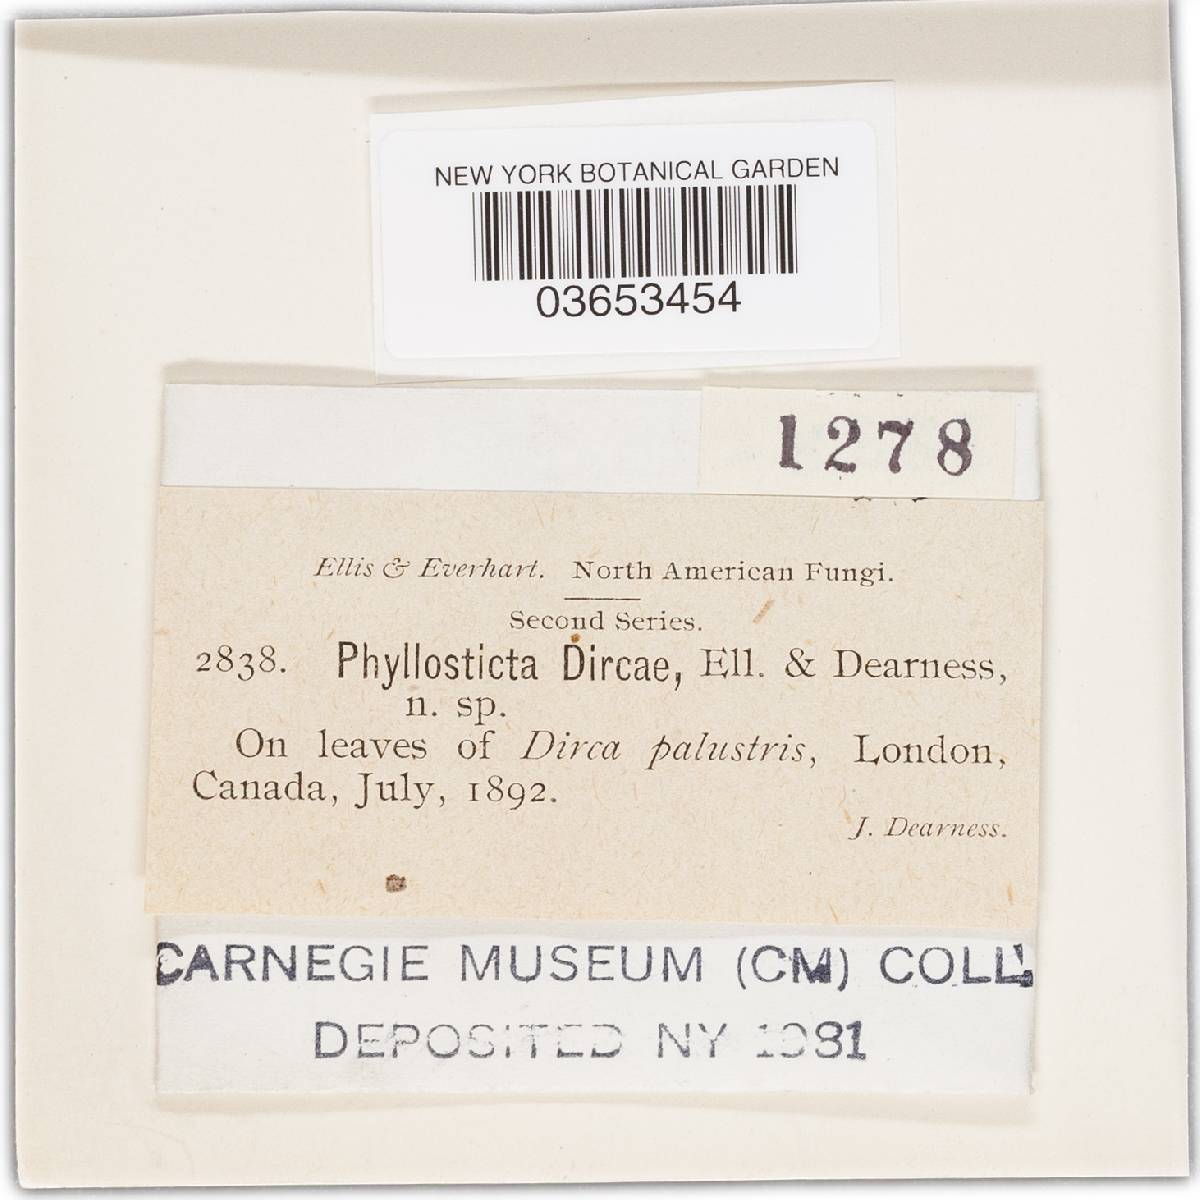 NEW YORK BOTANICAL GARDEN
03653454
1278
Ellis & Everhart. North American Fungi.
Second Series.
2838. Phyllosticta Dircae, Ell. & Dearness,
n. sp.
On leaves of Dirca palustris, London,
Canada, July, 1892.
J. Dearness.
CARNEGIE MUSEUM (CM) COLL.
DEPOSITED NY 1981